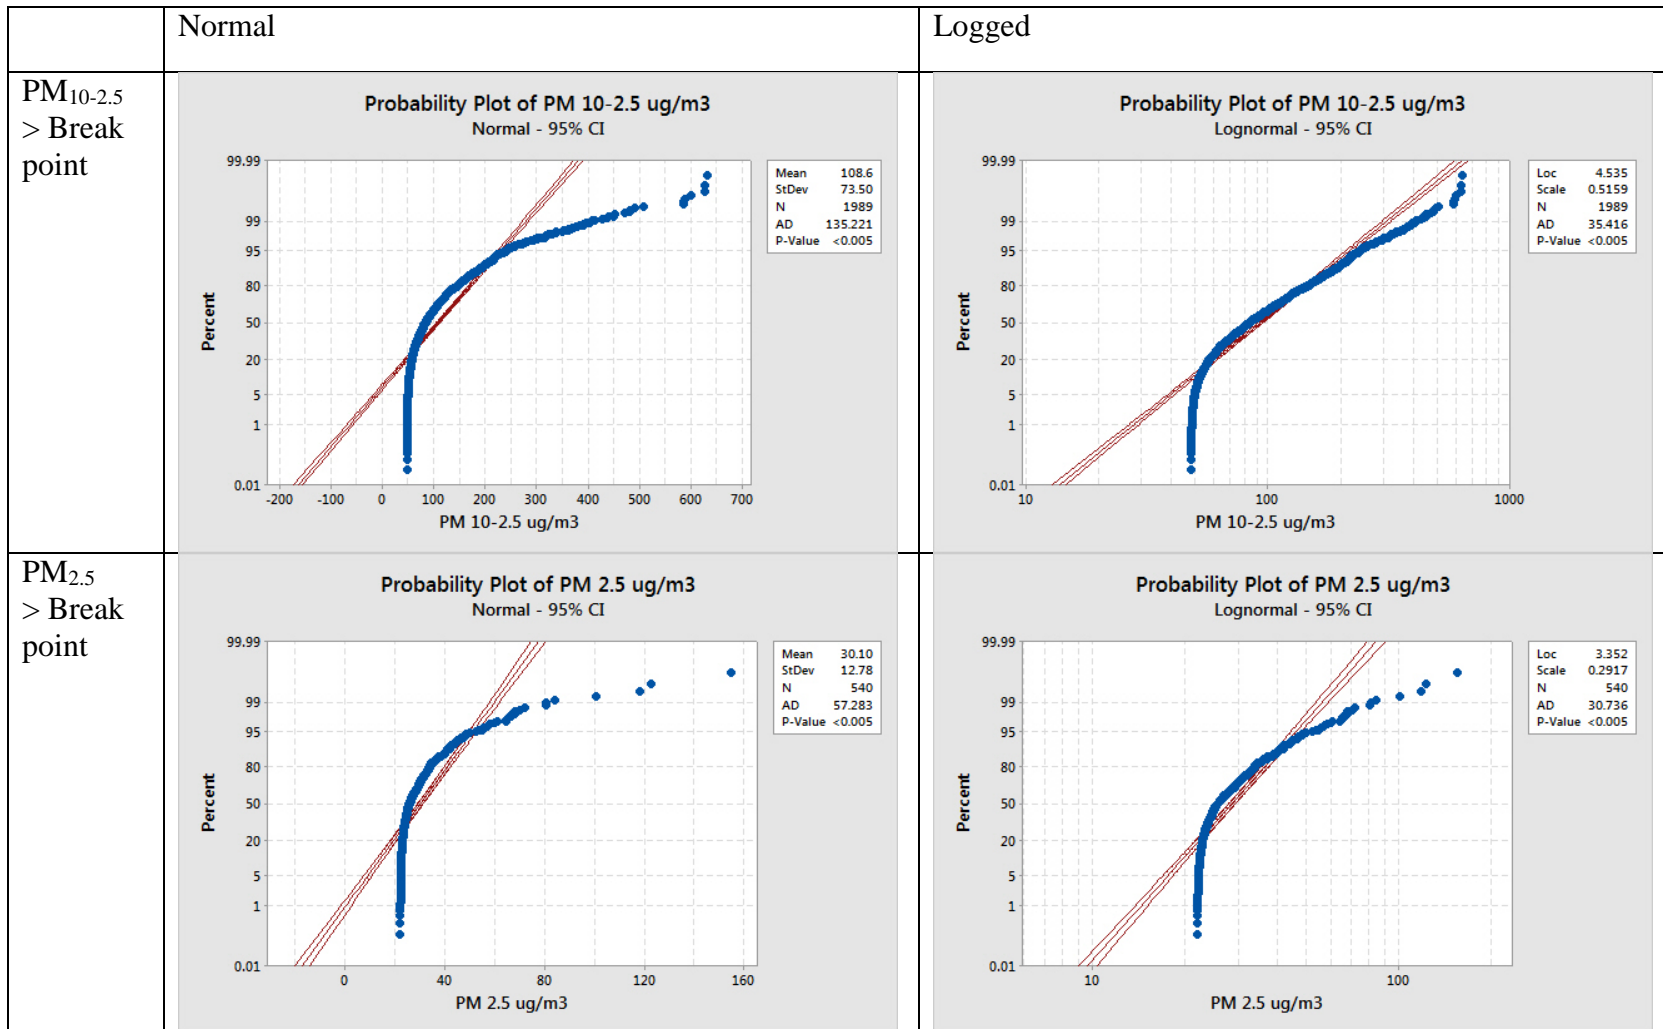 Normal
Logged
PM10-2.5
> Break
point
Probability Plot of PM 10-2.5 ug/m3
Normal - 95% CI
99.99
99
95
80
50
20
5
1
0.01
Percent
-200 -100 0 100 200 300 400 500 600 700
PM 10-2.5 ug/m3
Mean 108.6
StDev 73.50
N 1989
AD 135.221
P-Value <0.005
Probability Plot of PM 10-2.5 ug/m3
Lognormal - 95% CI
99.99
99
95
80
50
20
5
1
0.01
Percent
10 100 1000
PM 10-2.5 ug/m3
Loc 4.535
Scale 0.5159
N 1989
AD 35.416
P-Value <0.005
PM2.5
> Break
point
Probability Plot of PM 2.5 ug/m3
Normal - 95% CI
99.99
99
95
80
50
20
5
1
0.01
Percent
0 40 80 120 160
PM 2.5 ug/m3
Mean 30.10
StDev 12.78
N 540
AD 57.283
P-Value <0.005
Probability Plot of PM 2.5 ug/m3
Lognormal - 95% CI
99.99
99
95
80
50
20
5
1
0.01
Percent
10 100
PM 2.5 ug/m3
Loc 3.352
Scale 0.2917
N 540
AD 30.736
P-Value <0.005